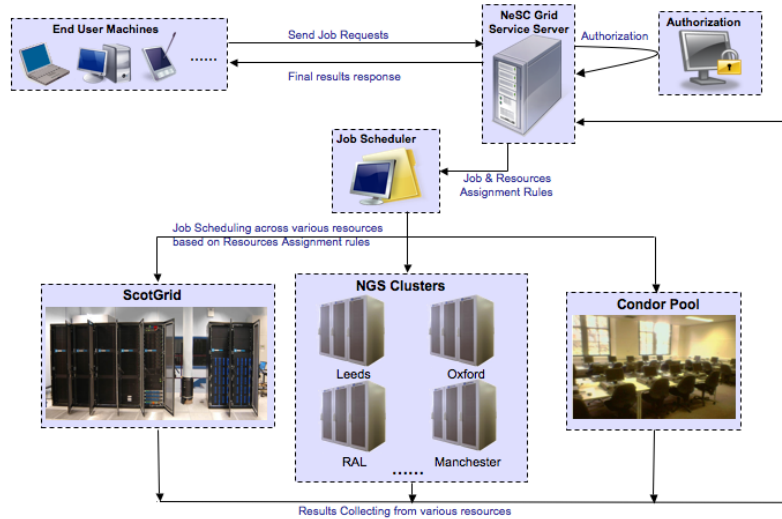 End User Machines
......
Send Job Requests
Final results response
NeSC Grid
Service Server
Authorization
Authorization
Job Scheduler
Job & Resources
Assignment Rules
Job Scheduling across various resources
based on Resources Assignment rules
ScotGrid
NGS Clusters
Leeds
Oxford
RAL
Manchester
......
Condor Pool
Results Collecting from various resources